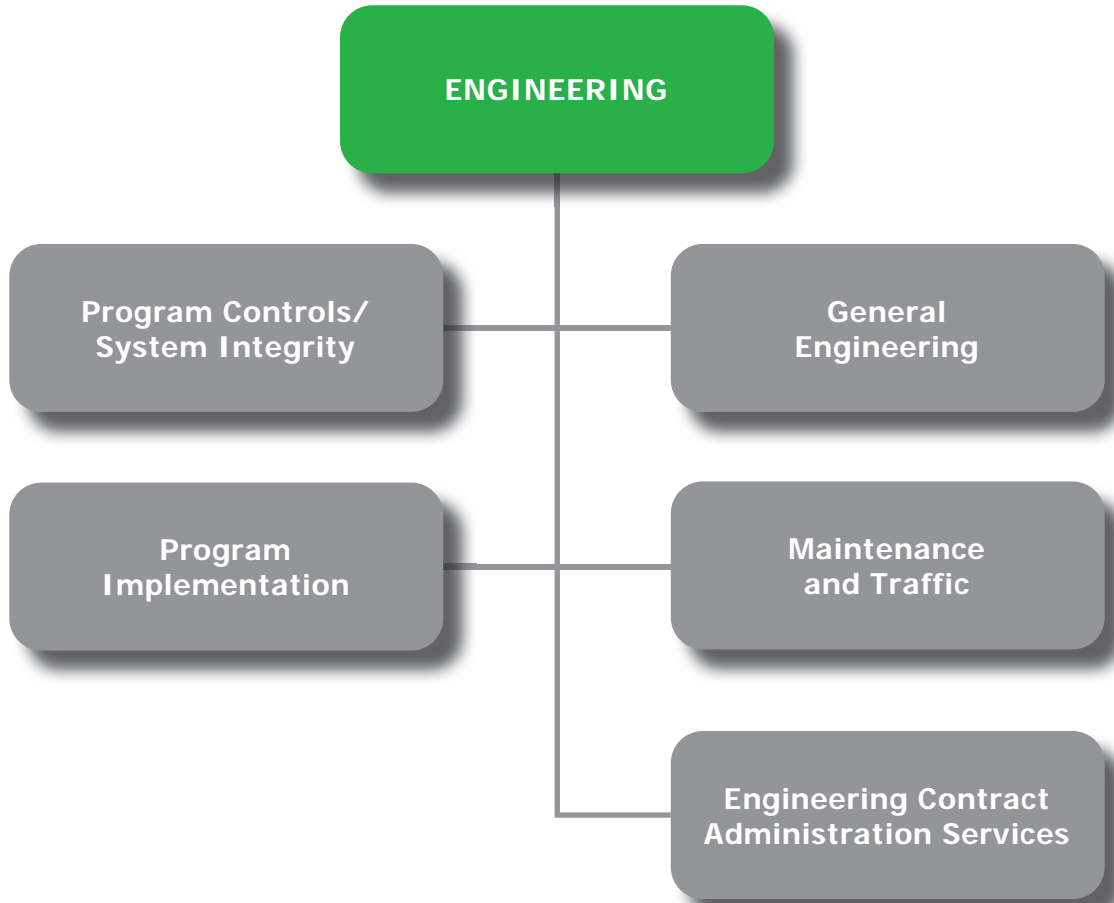 ENGINEERING
Program Controls/
System Integrity
General
Engineering
Program
Implementation
Maintenance
and Traffic
Engineering Contract
Administration Services